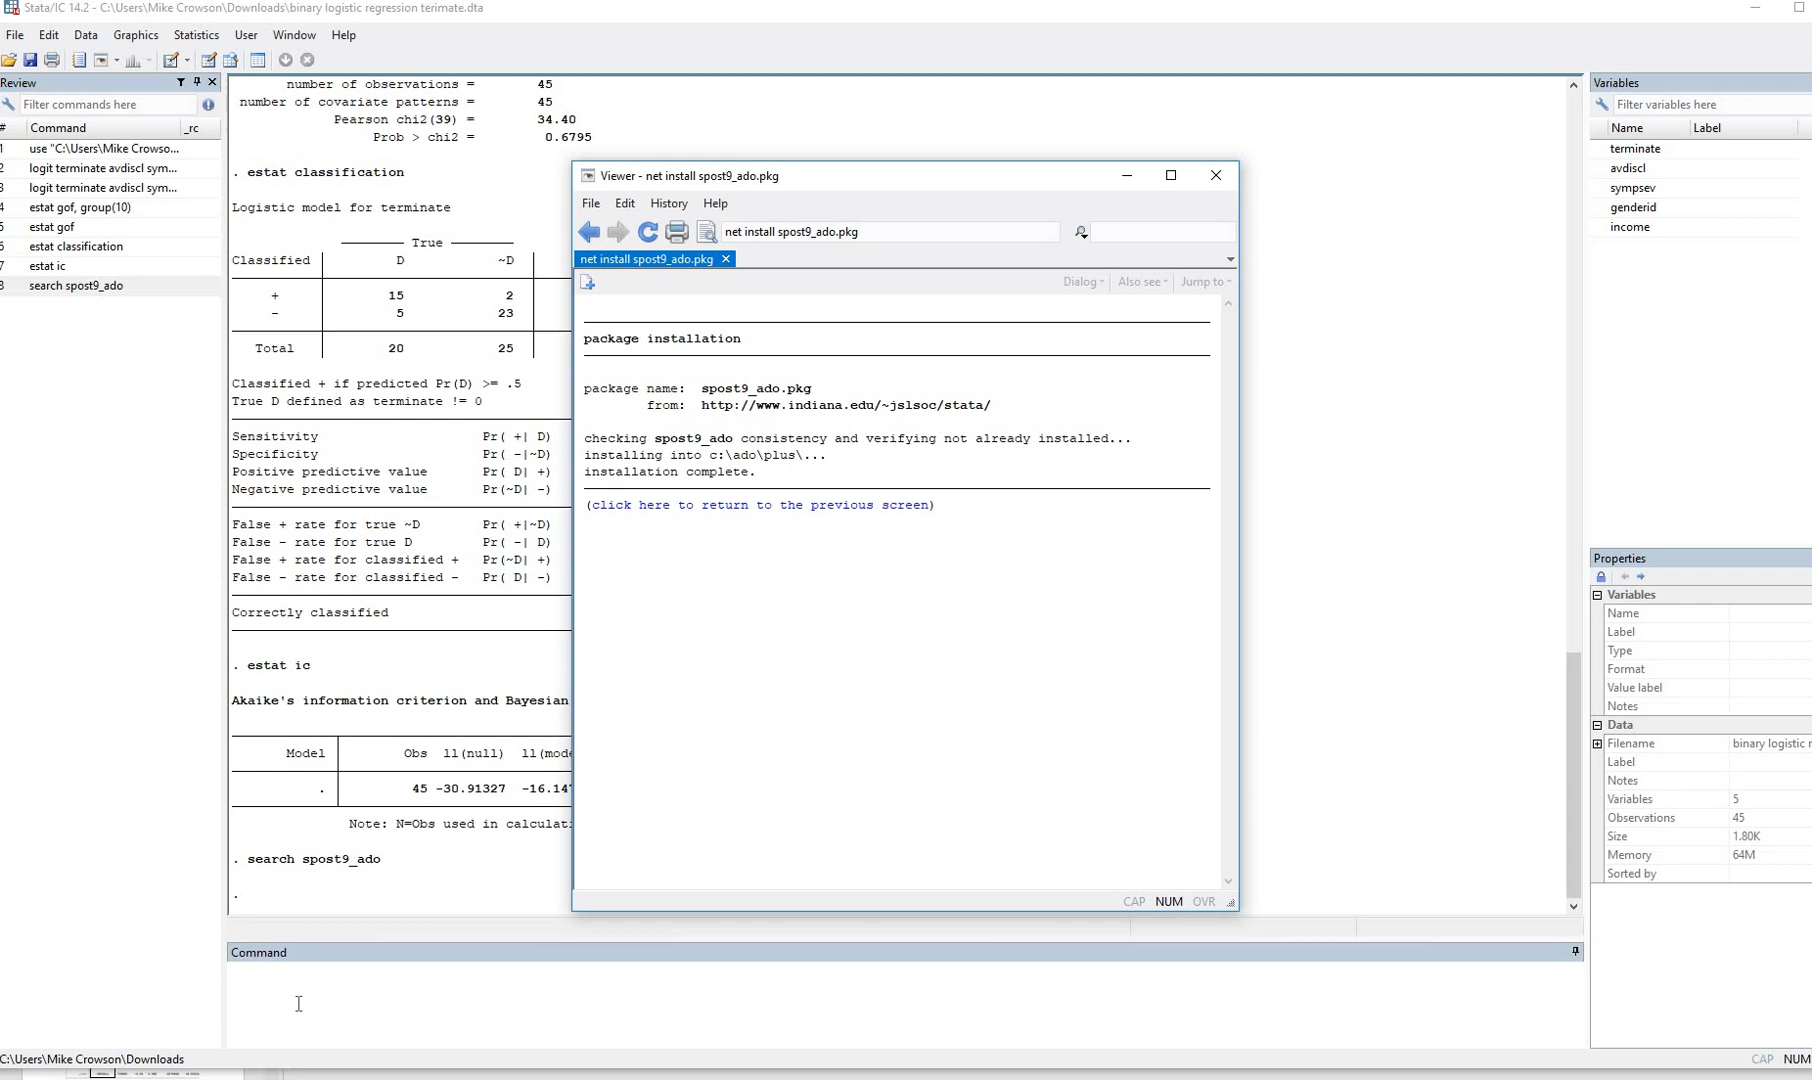 Stata/IC 14.2 - C:\Users\Mike Crowson\Downloads\binary logistic regression terimate.dta
File Edit Data Graphics Statistics User Window Help
Review
Filter commands here
# Command _rc
1 use "C:\Users\Mike Crowso...
2 logit terminate avdiscl sym...
3 logit terminate avdiscl sym...
4 estat gof, group(10)
5 estat gof
6 estat classification
7 estat ic
8 search spost9_ado
number of observations = 45
number of covariate patterns = 45
Pearson chi2(39) = 34.40
Prob > chi2 = 0.6795
. estat classification
Logistic model for terminate
True
Classified D ~D
+ 15 2
- 5 23
Total 20 25
Classified + if predicted Pr(D) >= .5
True D defined as terminate != 0
Sensitivity Pr( +| D)
Specificity Pr( -|~D)
Positive predictive value Pr( D| +)
Negative predictive value Pr(~D| -)
False + rate for true ~D Pr( +|~D)
False - rate for true D Pr( -| D)
False + rate for classified + Pr(~D| +)
False - rate for classified - Pr( D| -)
Correctly classified
. estat ic
Akaike's information criterion and Bayesian
Model Obs ll(null) ll(mode
. 45 -30.91327 -16.147
Note: N=Obs used in calculati
. search spost9_ado
.
Viewer - net install spost9_ado.pkg
File Edit History Help
net install spost9_ado.pkg
net install spost9_ado.pkg
Dialog Also see Jump to
package installation
package name: spost9_ado.pkg
from: http://www.indiana.edu/~jslsoc/stata/
checking spost9_ado consistency and verifying not already installed...
installing into c:\ado\plus\...
installation complete.
(click here to return to the previous screen)
CAP NUM OVR
Command
Variables
Filter variables here
Name Label
terminate
avdiscl
sympsev
genderid
income
Properties
Variables
Name
Label
Type
Format
Value label
Notes
Data
Filename binary logistic r
Label
Notes
Variables 5
Observations 45
Size 1.80K
Memory 64M
Sorted by
C:\Users\Mike Crowson\Downloads
CAP NUM